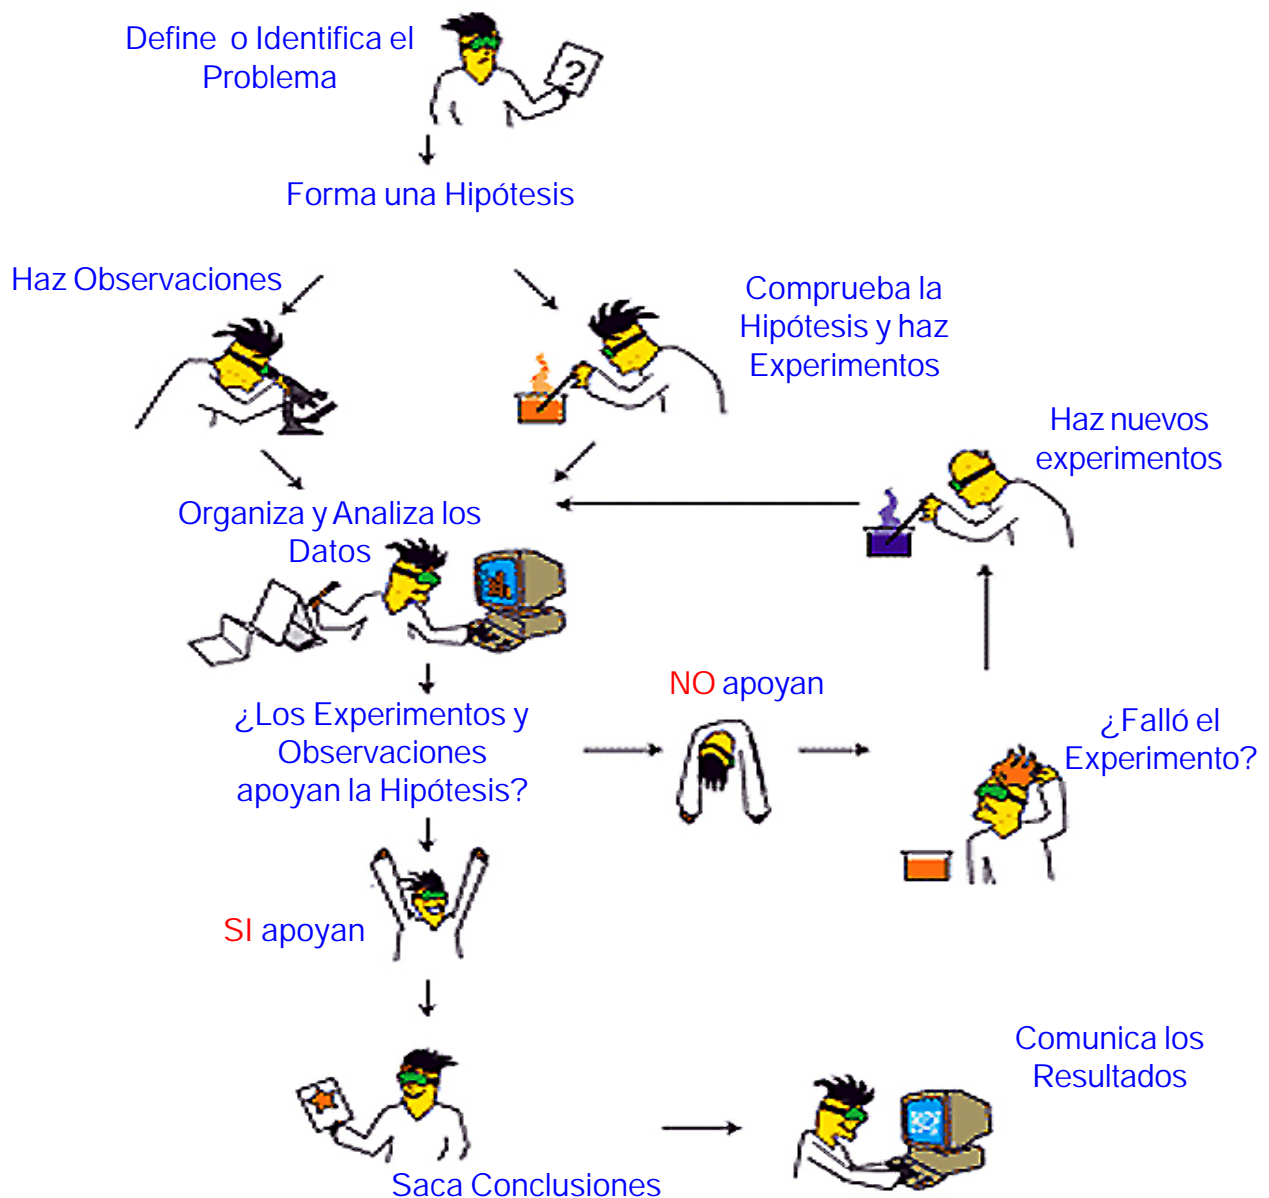 Define o Identifica el
Problema
Forma una Hipótesis
Haz Observaciones
Comprueba la
Hipótesis y haz
Experimentos
Haz nuevos
experimentos
Organiza y Analiza los
Datos
NO apoyan
¿Los Experimentos y
Observaciones
apoyan la Hipótesis?
¿Falló el
Experimento?
SI apoyan
Saca Conclusiones
Comunica los
Resultados
?